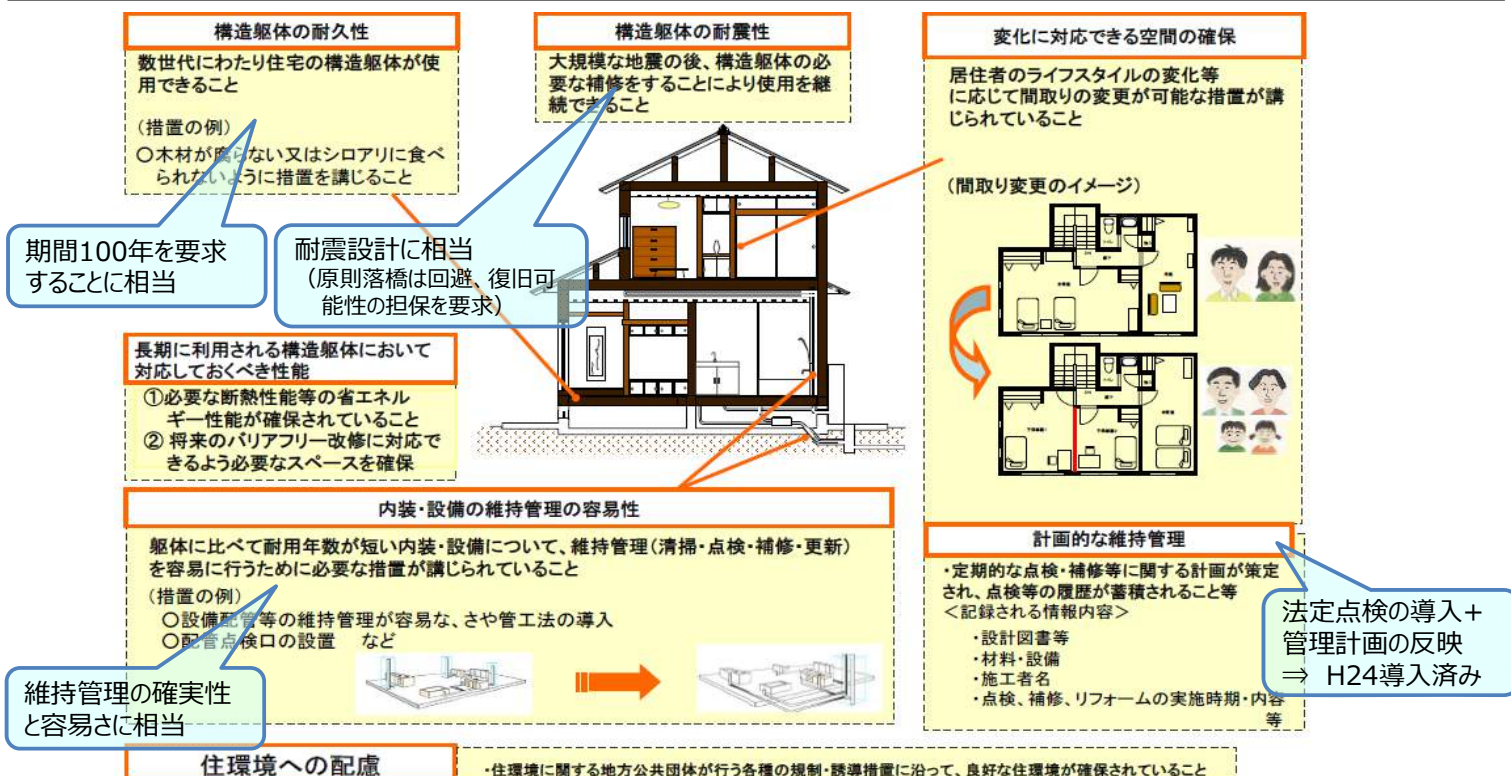 構造躯体の耐久性
数世代にわたり住宅の構造躯体が使
用できること
（措置の例）
○木材が腐らない又はシロアリに食べ
られないように措置を講じること
期間100年を要求
することに相当
構造躯体の耐震性
大規模な地震の後、構造躯体の必
要な補修をすることにより使用を継
続できること
耐震設計に相当
（原則落橋は回避、復旧可
能性の担保を要求）
変化に対応できる空間の確保
居住者のライフスタイルの変化等
に応じて間取りの変更が可能な措置が講
じられていること
（間取り変更のイメージ）
長期に利用される構造躯体において
対応しておくべき性能
①必要な断熱性能等の省エネル
ギー性能が確保されていること
② 将来のバリアフリー改修に対応で
きるよう必要なスペースを確保
内装・設備の維持管理の容易性
躯体に比べて耐用年数が短い内装・設備について、維持管理（清掃・点検・補修・更新）
を容易に行うために必要な措置が講じられていること
（措置の例）
○設備配管等の維持管理が容易な、さや管工法の導入
○配管点検口の設置　など
維持管理の確実性
と容易さに相当
計画的な維持管理
・定期的な点検・補修等に関する計画が策定
され、点検等の履歴が蓄積されること等
＜記録される情報内容＞
・設計図書等
・材料・設備
・施工者名
・点検、補修、リフォームの実施時期・内容
等
法定点検の導入＋
管理計画の反映
⇒ H24導入済み
住環境への配慮
・住環境に関する地方公共団体が行う各種の規制・誘導措置に沿って、良好な住環境が確保されていること